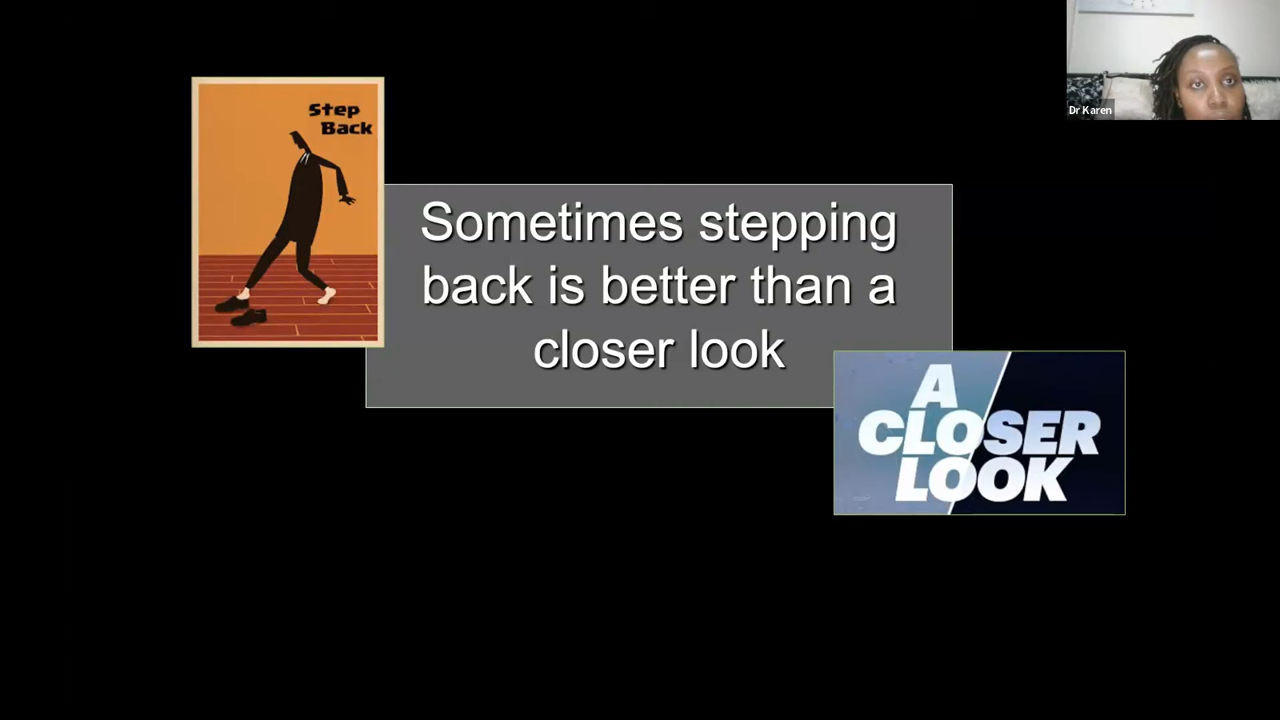 Dr Karen
Step
Back
Sometimes stepping
back is better than a
closer look
A
CLOSER
LOOK